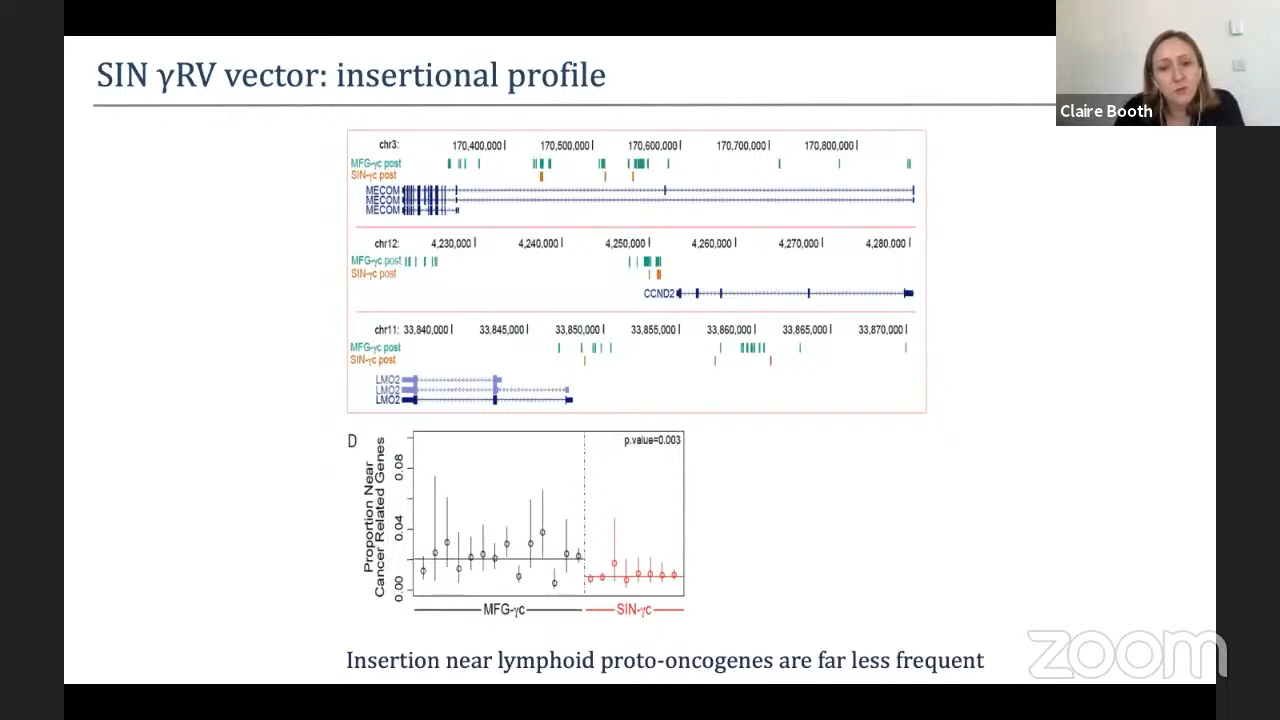 SIN γRV vector: insertional profile
Claire Booth
chr3: 170,400,000 170,500,000 170,600,000 170,700,000 170,800,000
MFG-γc post
SIN-γc post
MECOM
MECOM
MECOM
chr12: 4,230,000 4,240,000 4,250,000 4,260,000 4,270,000 4,280,000
MFG-γc post
SIN-γc post
CCND2
chr11: 33,840,000 33,845,000 33,850,000 33,855,000 33,860,000 33,865,000 33,870,000
MFG-γc post
SIN-γc post
LMO2
LMO2
LMO2
D
p.value=0.003
Proportion Near
Cancer Related Genes
0.08
0.04
0.00
MFG-γc SIN-γc
Insertion near lymphoid proto-oncogenes are far less frequent
zoom